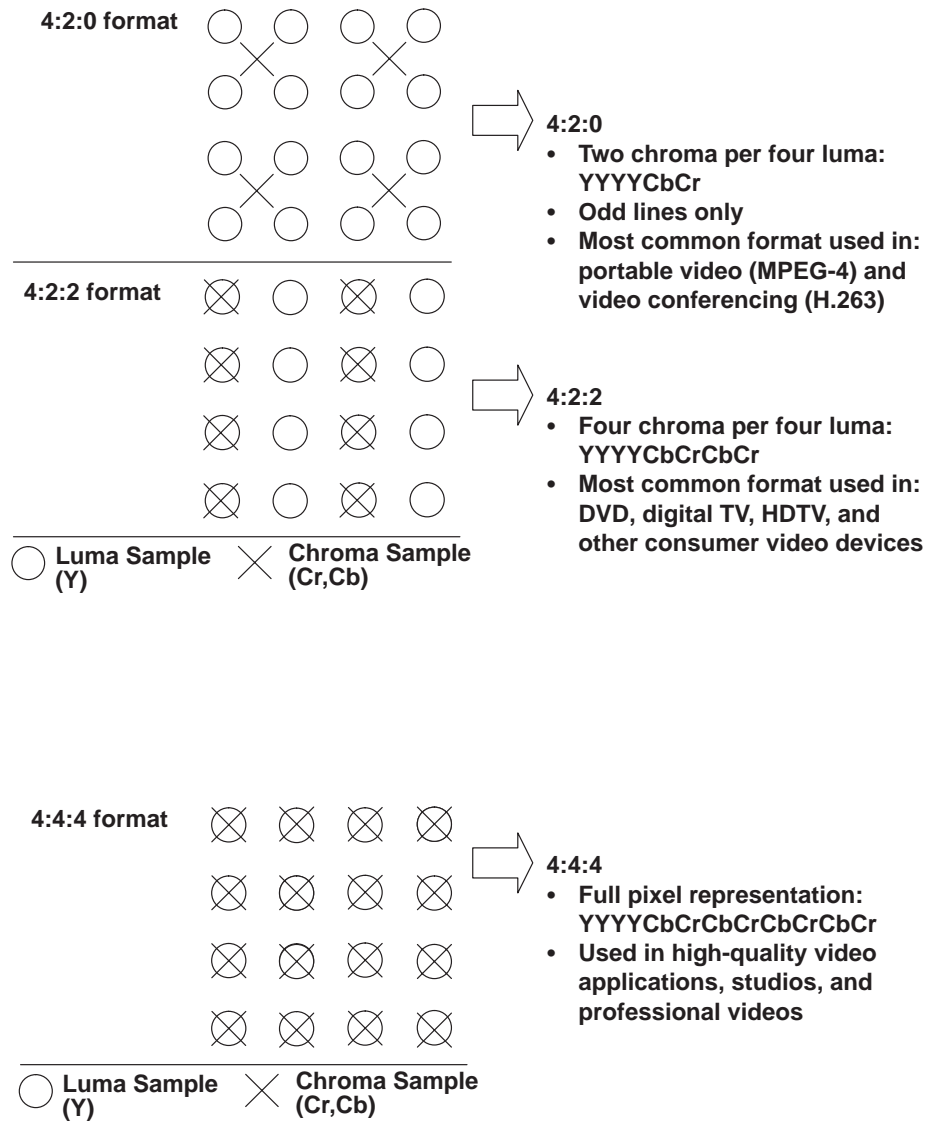 4:2:0 format
4:2:0
• Two chroma per four luma:
YYYYCbCr
• Odd lines only
• Most common format used in:
portable video (MPEG-4) and
video conferencing (H.263)
4:2:2 format
4:2:2
• Four chroma per four luma:
YYYYCbCrCbCr
• Most common format used in:
DVD, digital TV, HDTV, and
other consumer video devices
Luma Sample
(Y)
Chroma Sample
(Cr,Cb)
4:4:4 format
4:4:4
• Full pixel representation:
YYYYCbCrCbCrCbCrCbCr
• Used in high-quality video
applications, studios, and
professional videos
Luma Sample
(Y)
Chroma Sample
(Cr,Cb)